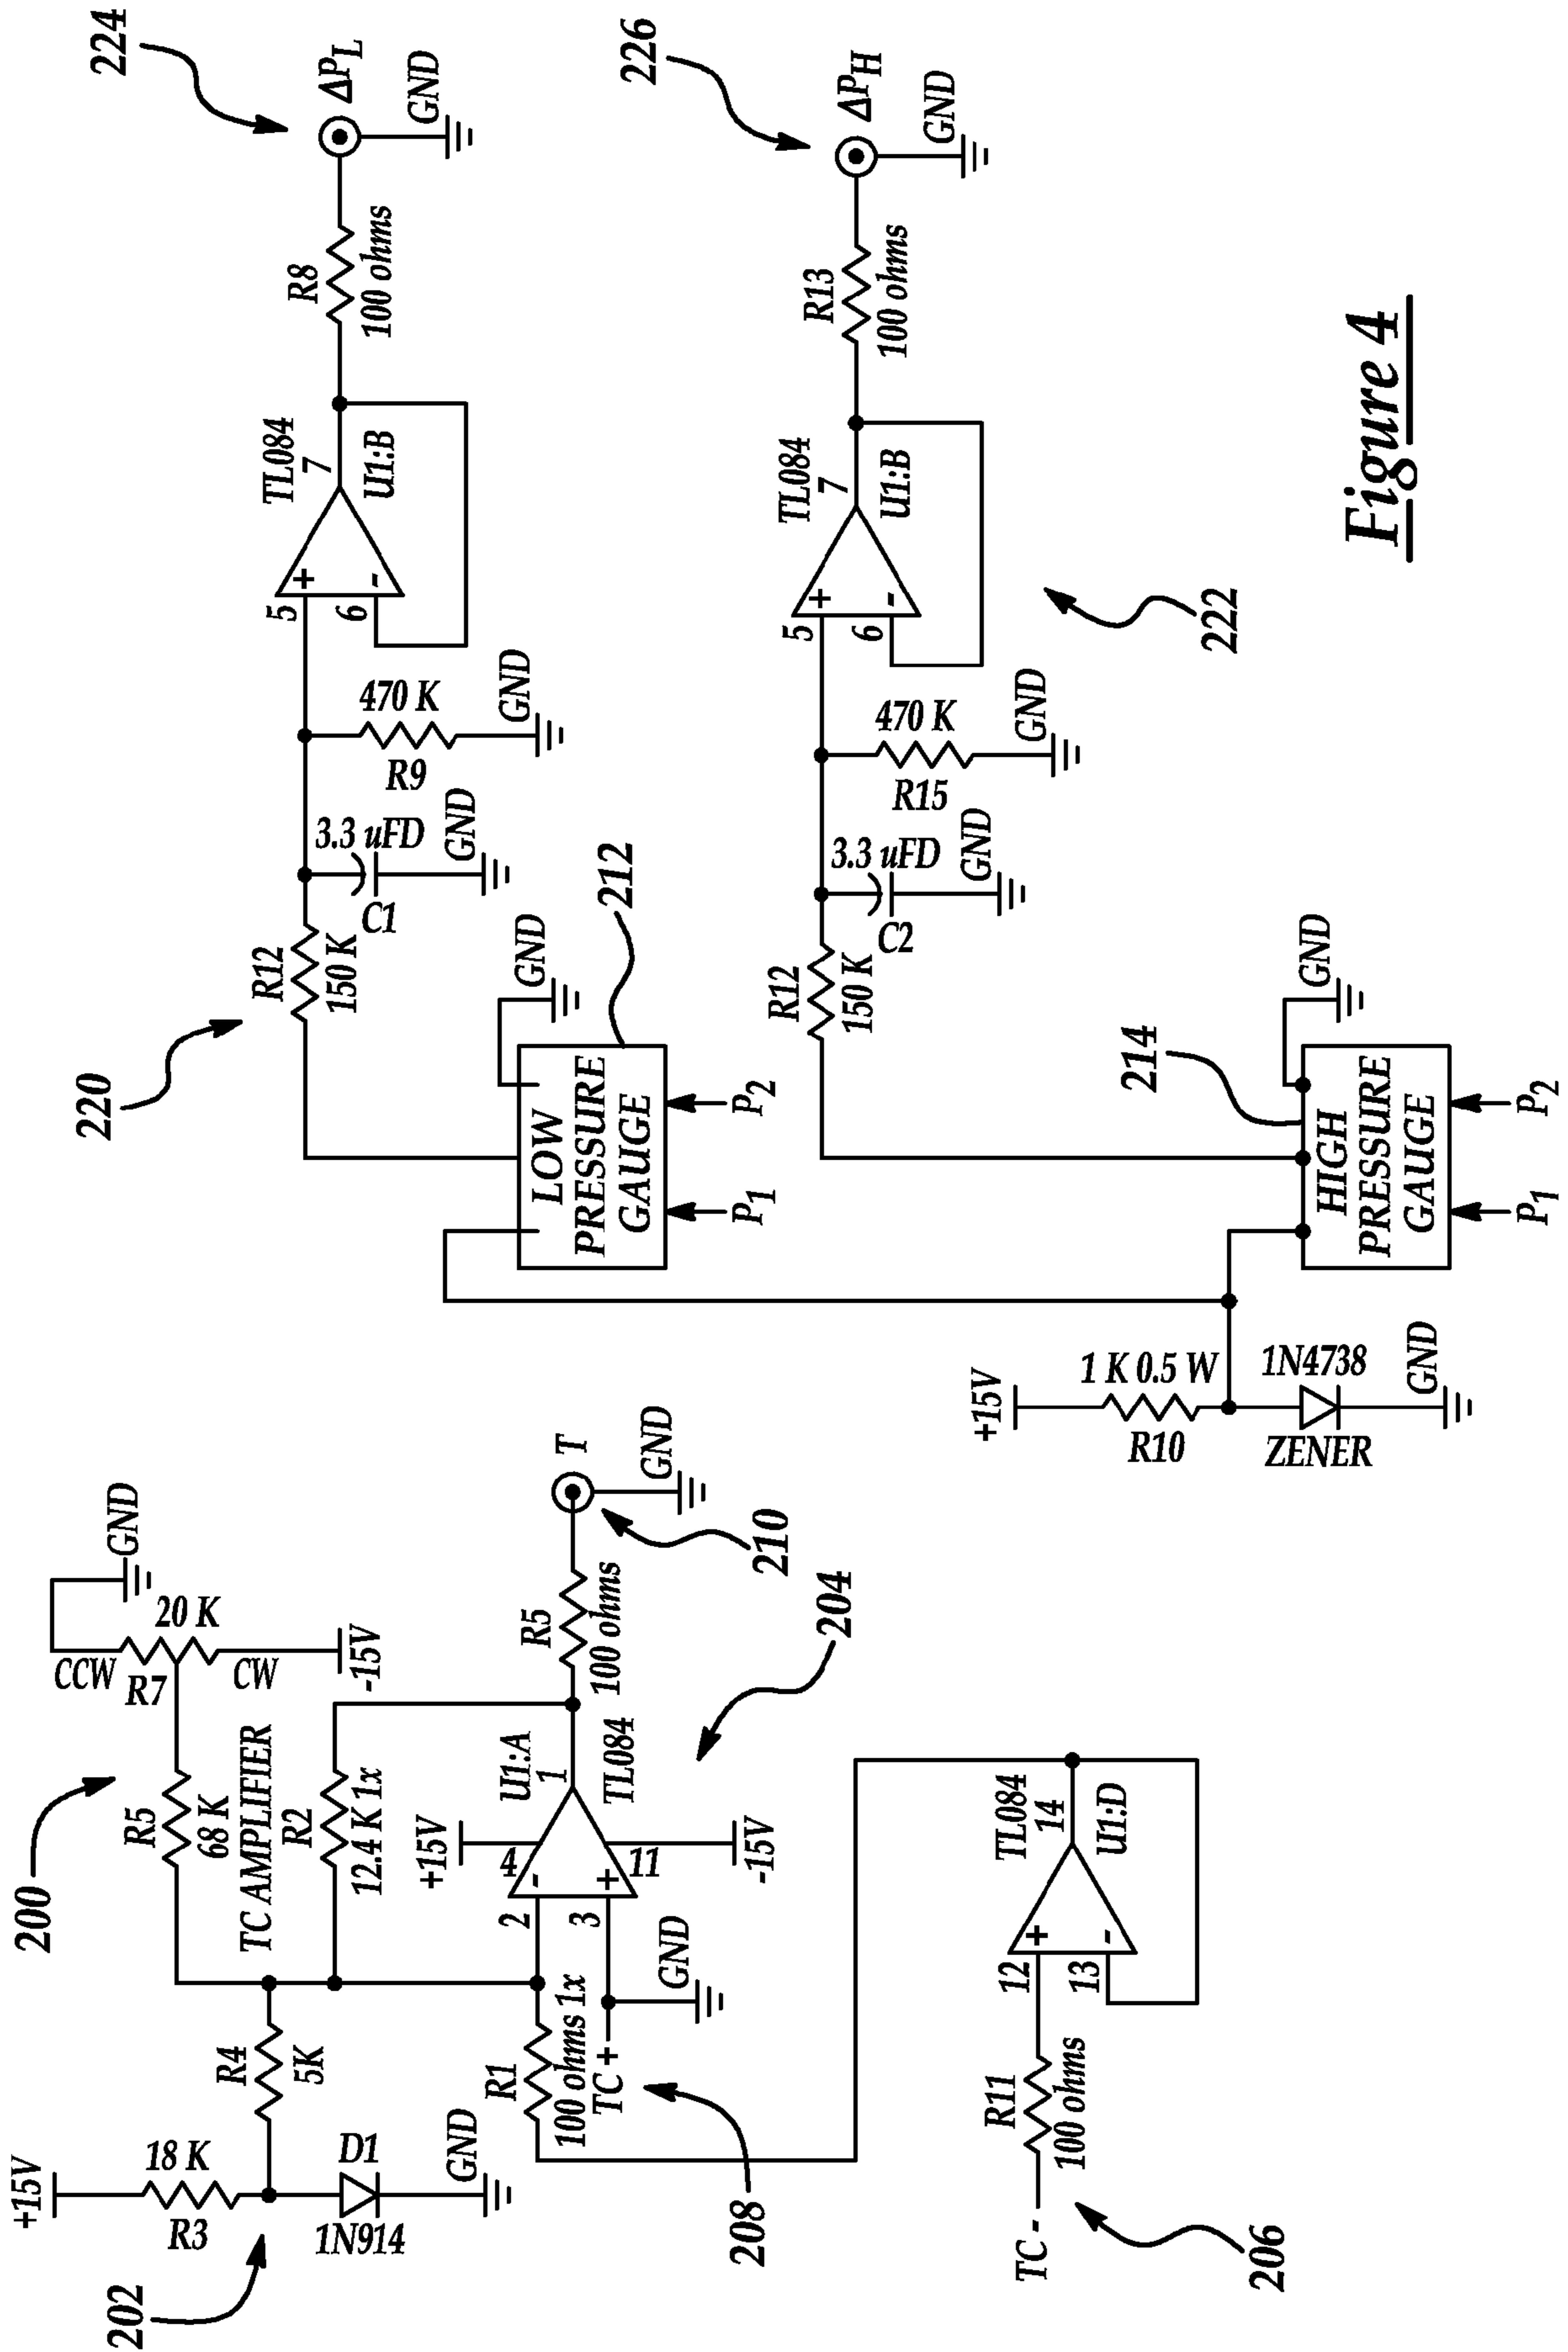 200
TC AMPLIFIER
202
+15V
18 K
R3
D1
1N914
GND
R4
5K
R5
68 K
R7
20 K
CCW
CW
GND
-15V
R2
12.4 K 1x
U1:A
+15V
4
-
2
1
+
3
11
TL084
-15V
204
R1
100 ohms 1x
TC +
GND
208
R5
100 ohms
T
GND
210
TC -
R11
100 ohms
206
12
+
13
-
TL084
14
U1:D
+15V
1 K 0.5 W
R10
1N4738
ZENER
GND
LOW
PRESSURE
GAUGE
P1
P2
GND
212
220
R12
150 K
3.3 uFD
C1
GND
470 K
R9
GND
5
+
6
-
TL084
7
U1:B
R8
100 ohms
ΔPL
GND
224
HIGH
PRESSURE
GAUGE
P1
P2
GND
214
R12
150 K
3.3 uFD
C2
GND
470 K
R15
GND
5
+
6
-
TL084
7
U1:B
222
R13
100 ohms
ΔPH
GND
226
Figure 4